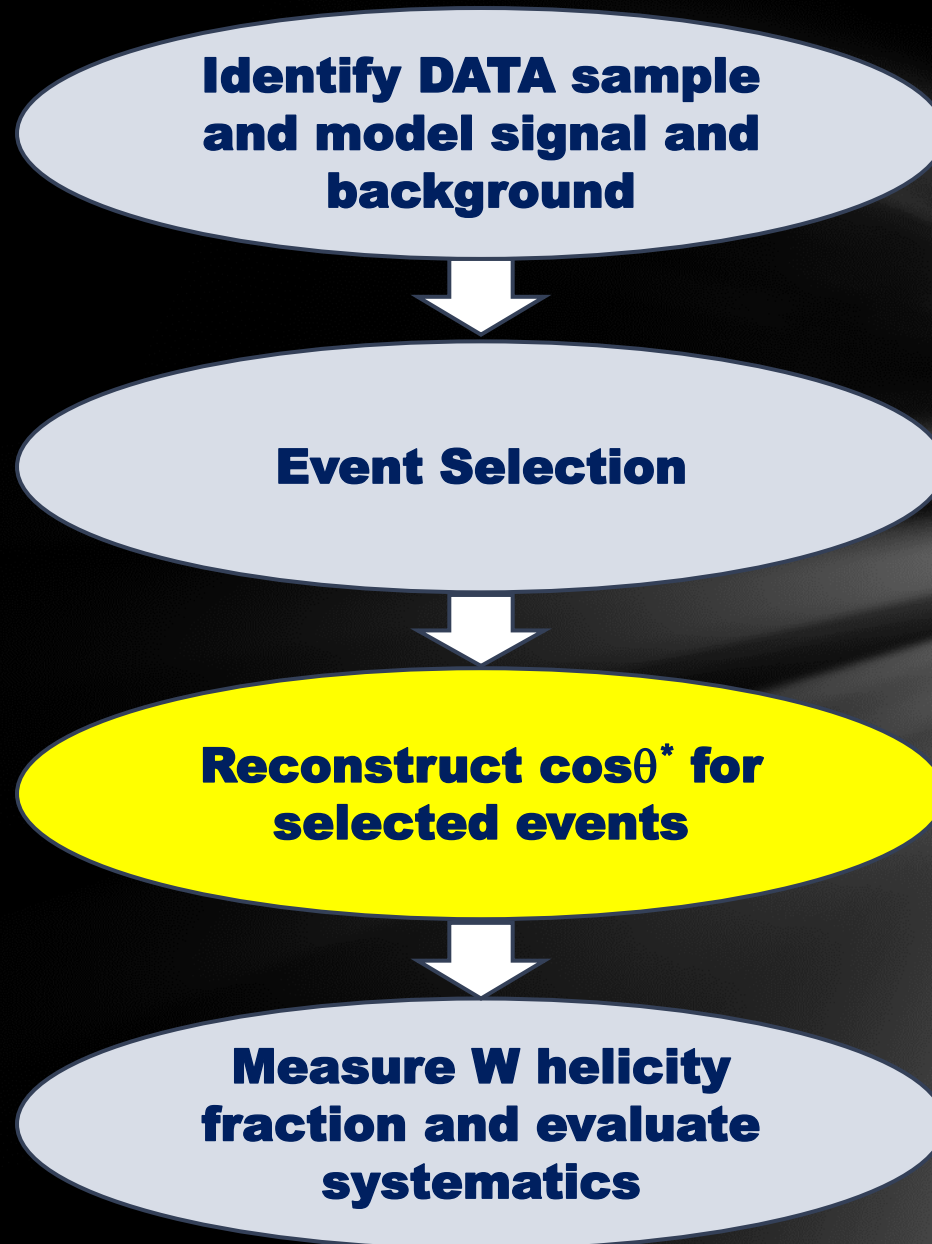 Identify DATA sample
and model signal and
background
Event Selection
Reconstruct cosθ* for
selected events
Measure W helicity
fraction and evaluate
systematics